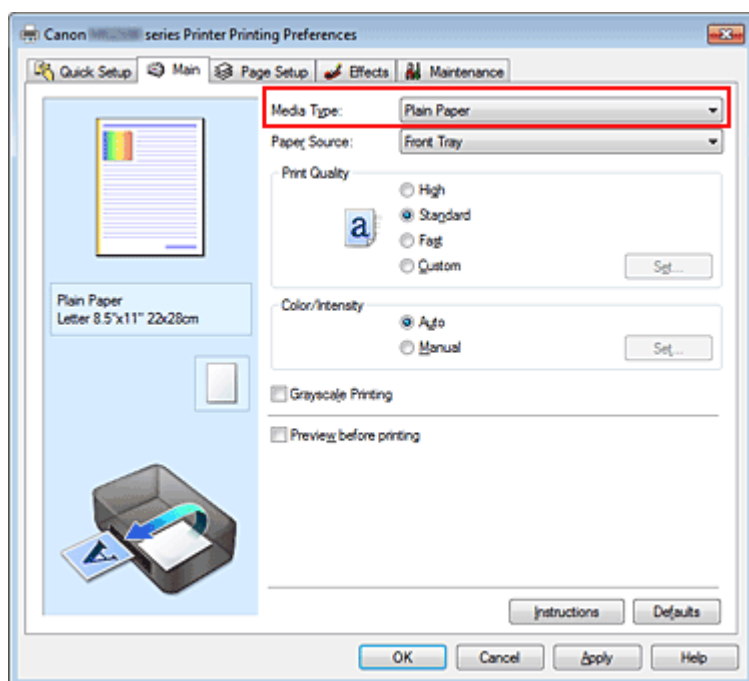 Canon series Printer Printing Preferences
Quick Setup Main Page Setup Effects Maintenance
Media Type: Plain Paper
Paper Source: Front Tray
Print Quality
High
a Standard
Fast
Custom Set...
Plain Paper
Letter 8.5"x11" 22x28cm
Color/Intensity
Auto
Manual Set...
Grayscale Printing
Preview before printing
A
Instructions Defaults
OK Cancel Apply Help